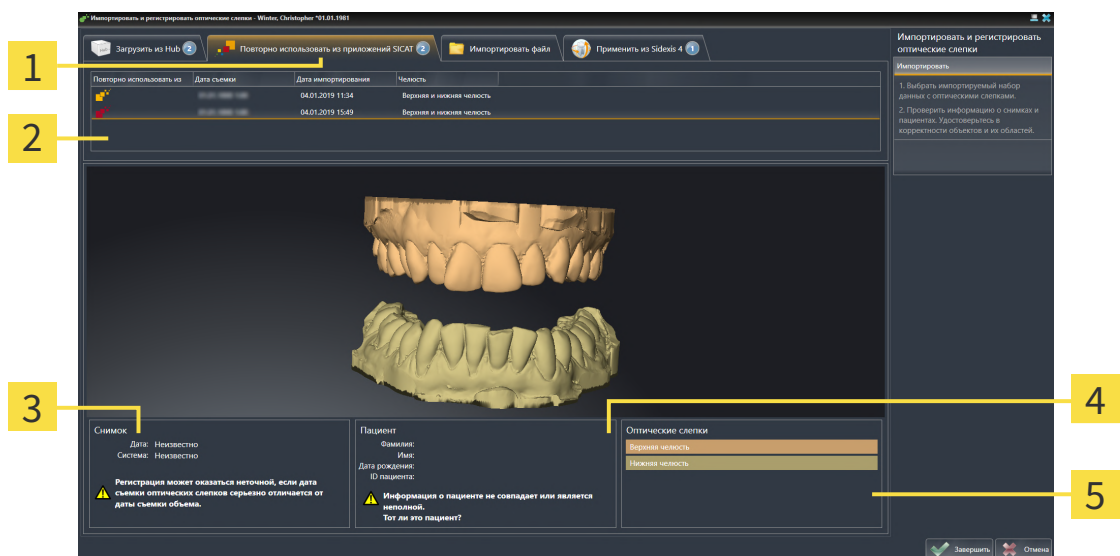 Импортировать и регистрировать оптические слепки - Winter, Christopher *01.01.1981
Загрузить из Hub 2
Повторно использовать из приложений SICAT 2
Импортировать файл
Применить из Sidexis 4 1
Повторно использовать из Дата съемки Дата импортирования Челюсть
04.01.2019 11:34 Верхняя и нижняя челюсть
04.01.2019 15:49 Верхняя и нижняя челюсть
Импортировать и регистрировать
оптические слепки
Импортировать
1. Выбрать импортируемый набор
данных с оптическими слепками.
2. Проверить информацию о снимках и
пациентах. Удостоверьтесь в
корректности объектов и их областей.
1
2
3
4
5
Снимок
Дата: Неизвестно
Система: Неизвестно
Регистрация может оказаться неточной, если дата
съемки оптических слепков серьезно отличается от
даты съемки объема.
Пациент
Фамилия:
Имя:
Дата рождения:
ID пациента:
Информация о пациенте не совпадает или является
неполной.
Тот ли это пациент?
Оптические слепки
Верхняя челюсть
Нижняя челюсть
Завершить
Отмена